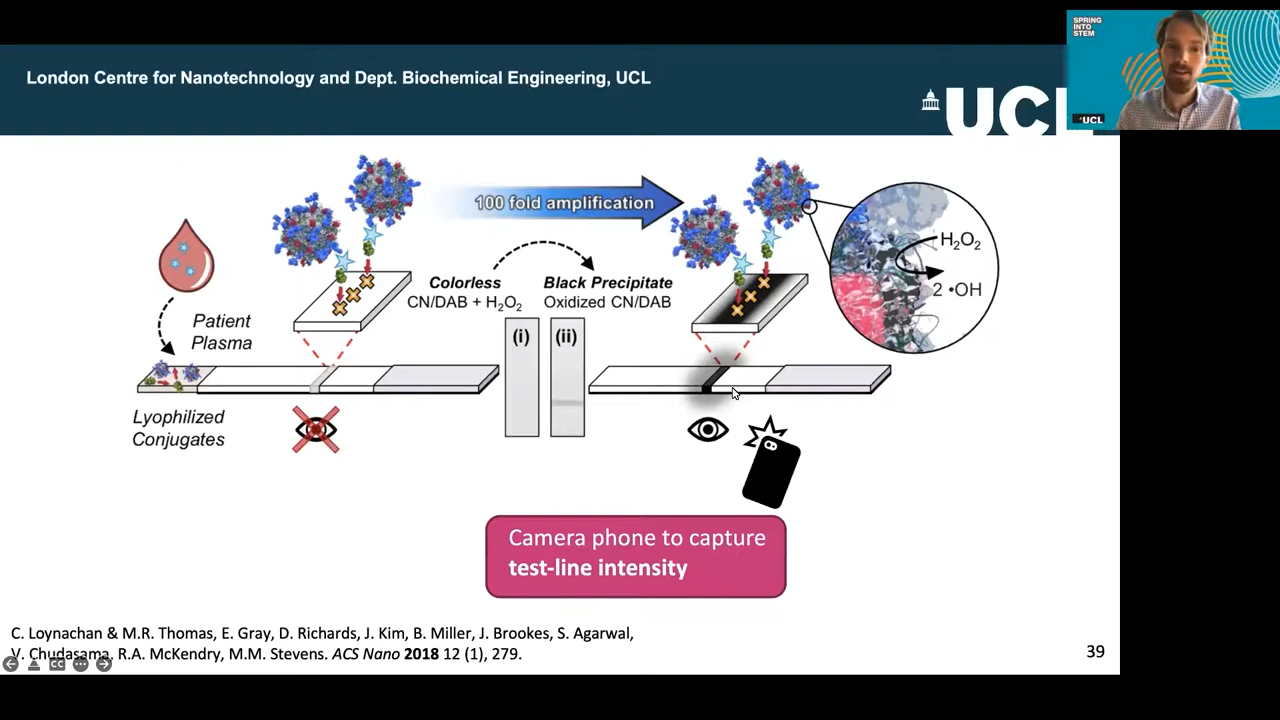 London Centre for Nanotechnology and Dept. Biochemical Engineering, UCL
UCL
SPRING
INTO
STEM
UCL
100 fold amplification
H₂O₂
2 •OH
Colorless
CN/DAB + H₂O₂
Black Precipitate
Oxidized CN/DAB
Patient
Plasma
(i)
(ii)
Lyophilized
Conjugates
Camera phone to capture
test-line intensity
C. Loynachan & M.R. Thomas, E. Gray, D. Richards, J. Kim, B. Miller, J. Brookes, S. Agarwal,
V. Chudasama, R.A. McKendry, M.M. Stevens. ACS Nano 2018 12 (1), 279.
CC
39